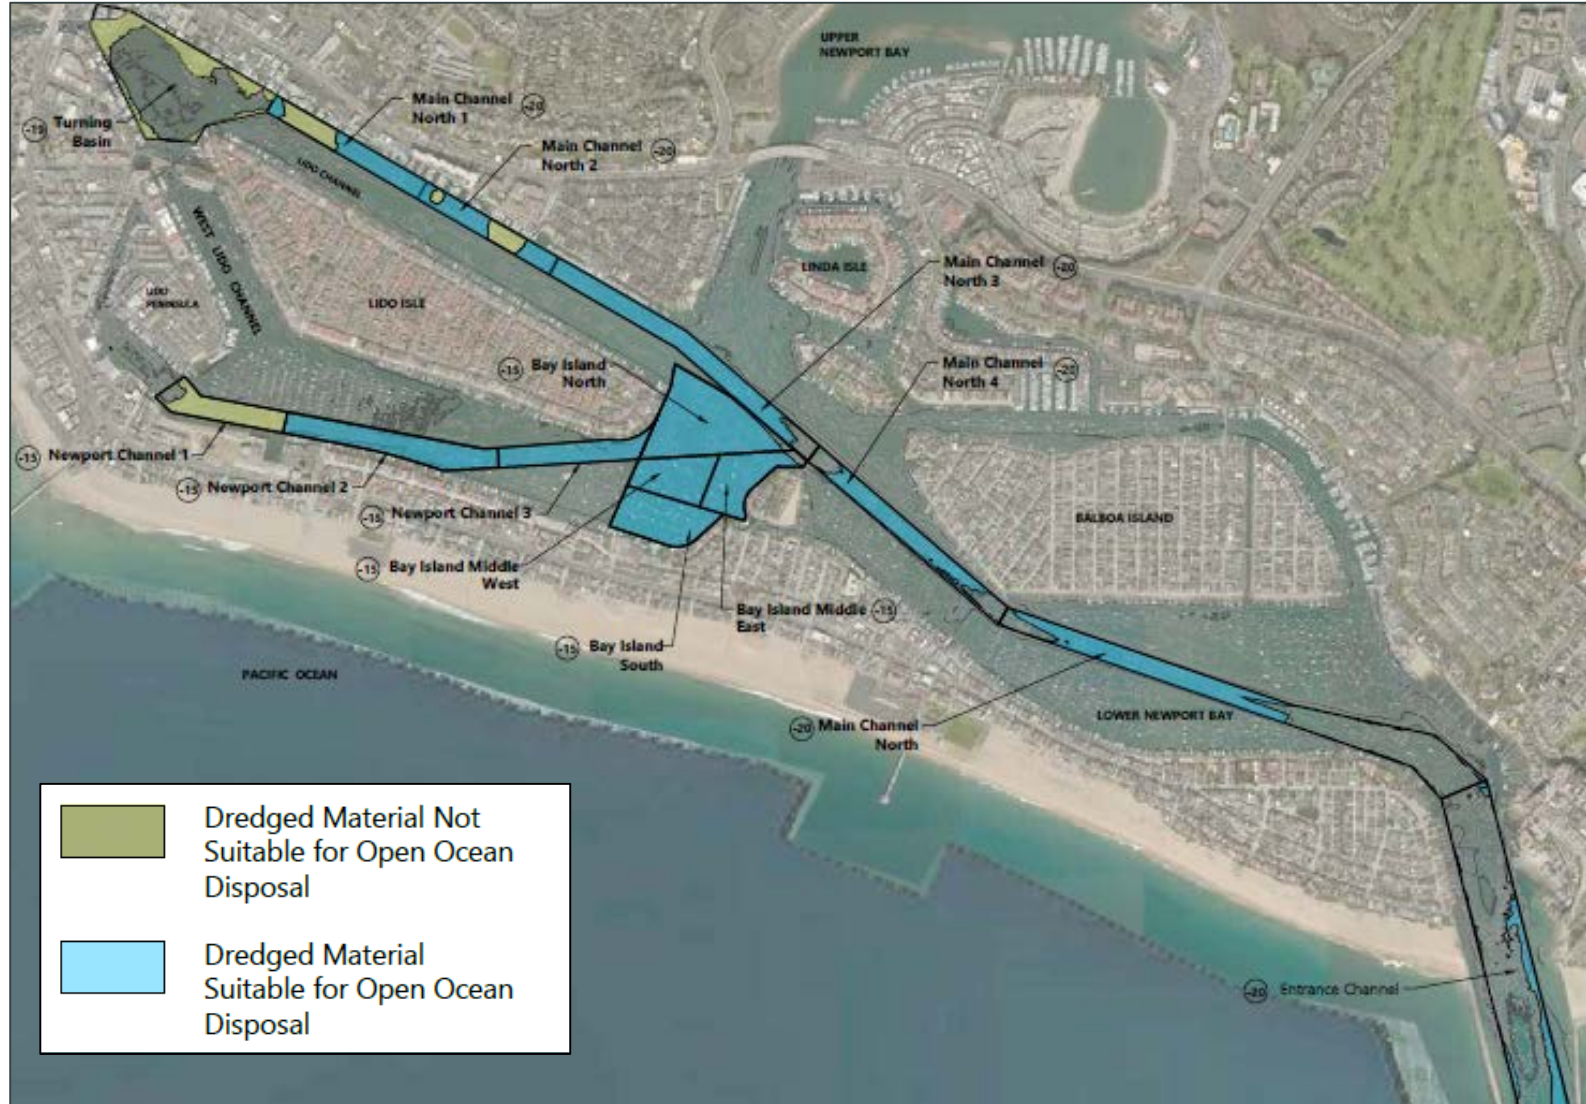 UPPER
NEWPORT BAY
Main Channel
North 1
-20
Main Channel
North 2
-20
Turning
Basin
LIDO CHANNEL
WEST LIDO CHANNEL
LIDO
PENINSULA
LIDO ISLE
LINDA ISLE
Main Channel
North 3
-20
-15
Bay Island
North
Main Channel
North 4
-20
-15
Newport Channel 1
-15
Newport Channel 2
-15
Newport Channel 3
BALBOA ISLAND
-15
Bay Island Middle
West
Bay Island Middle
East
-15
-15
Bay Island
South
PACIFIC OCEAN
-20
Main Channel
North
LOWER NEWPORT BAY
-20
Entrance Channel
Dredged Material Not
Suitable for Open Ocean
Disposal
Dredged Material
Suitable for Open Ocean
Disposal